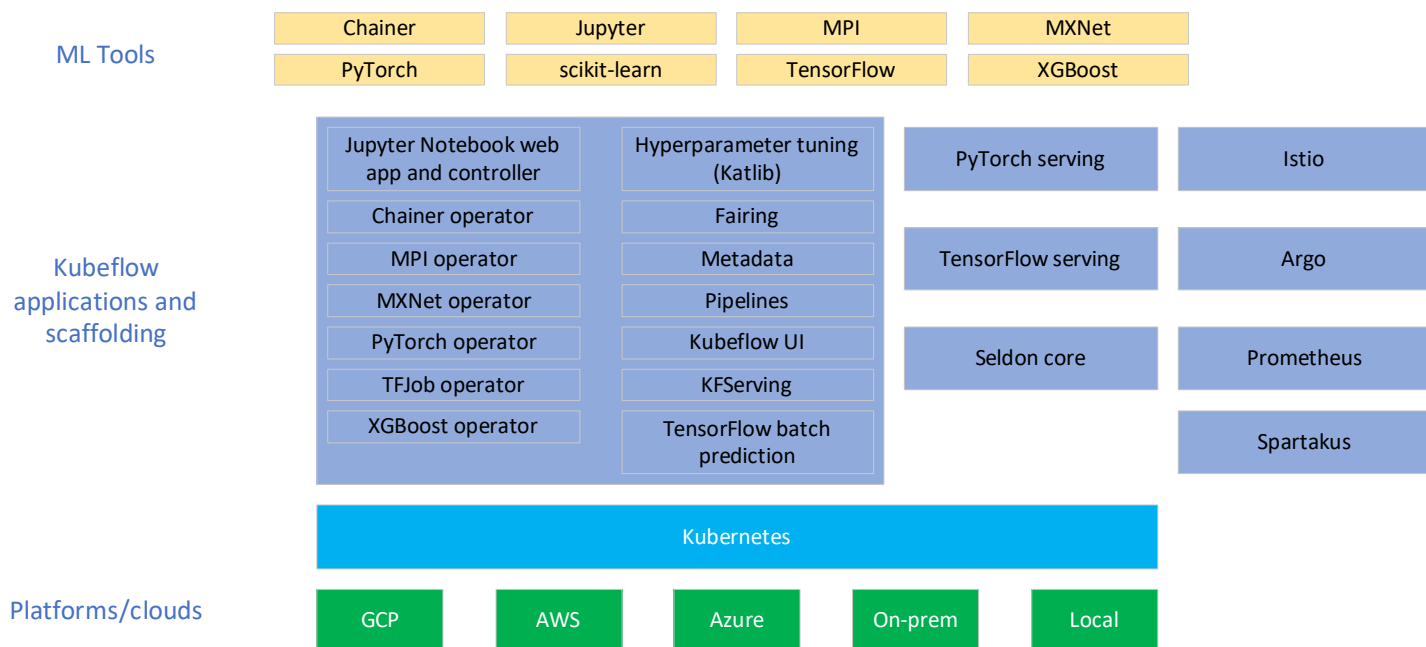 ML Tools
Chainer
Jupyter
MPI
MXNet
PyTorch
scikit-learn
TensorFlow
XGBoost
Kubeflow
applications and
scaffolding
Jupyter Notebook web
app and controller
Chainer operator
MPI operator
MXNet operator
PyTorch operator
TFJob operator
XGBoost operator
Hyperparameter tuning
(Katlib)
Fairing
Metadata
Pipelines
Kubeflow UI
KFServing
TensorFlow batch
prediction
PyTorch serving
TensorFlow serving
Seldon core
Istio
Argo
Prometheus
Spartakus
Kubernetes
Platforms/clouds
GCP
AWS
Azure
On-prem
Local